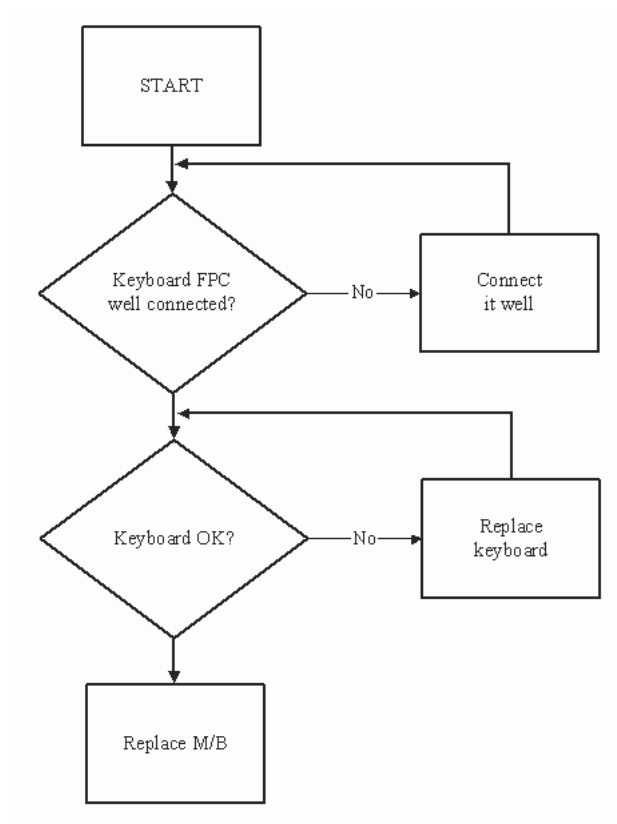 START
Keyboard FPC
well connected?
No
Connect
it well
Keyboard OK?
No
Replace
keyboard
Replace M/B